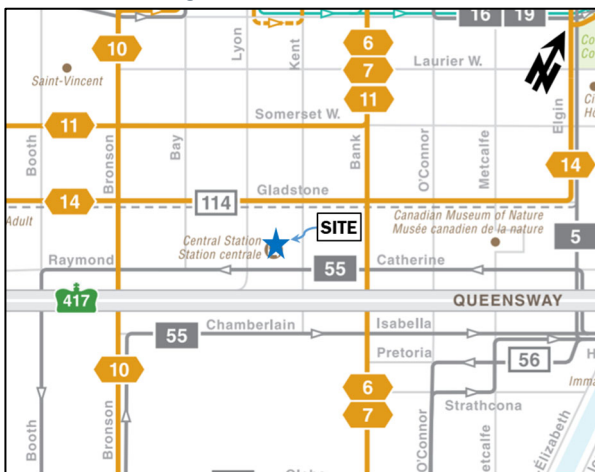 16 19
10
Lyon
Kent
6
Laurier W.
7
Saint-Vincent
11
Somerset W.
11
Booth
Bronson
Bay
Bank
O'Connor
Metcalfe
Elgin
14
Gladstone
14
114
Adult
SITE
Canadian Museum of Nature
Musée canadien de la nature
Central Station
Station centrale
5
Raymond
55
Catherine
417
QUEENSWAY
55
Chamberlain
Isabella
Pretoria
56
10
6
7
Strathcona
Booth
Bronson
O'Connor
Metcalfe
Élizabeth